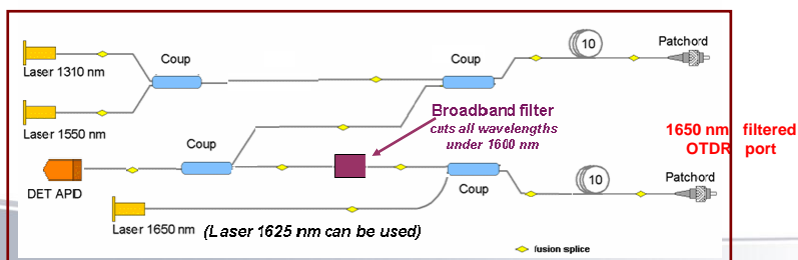 Coup
Coup
10
Patchord
Laser 1310 nm
Laser 1550 nm
Broadband filter
cuts all wavelengths
under 1600 nm
1650 nm filtered
OTDR port
Coup
DET APD
Coup
10
Patchord
Laser 1650 nm
(Laser 1625 nm can be used)
fusion splice